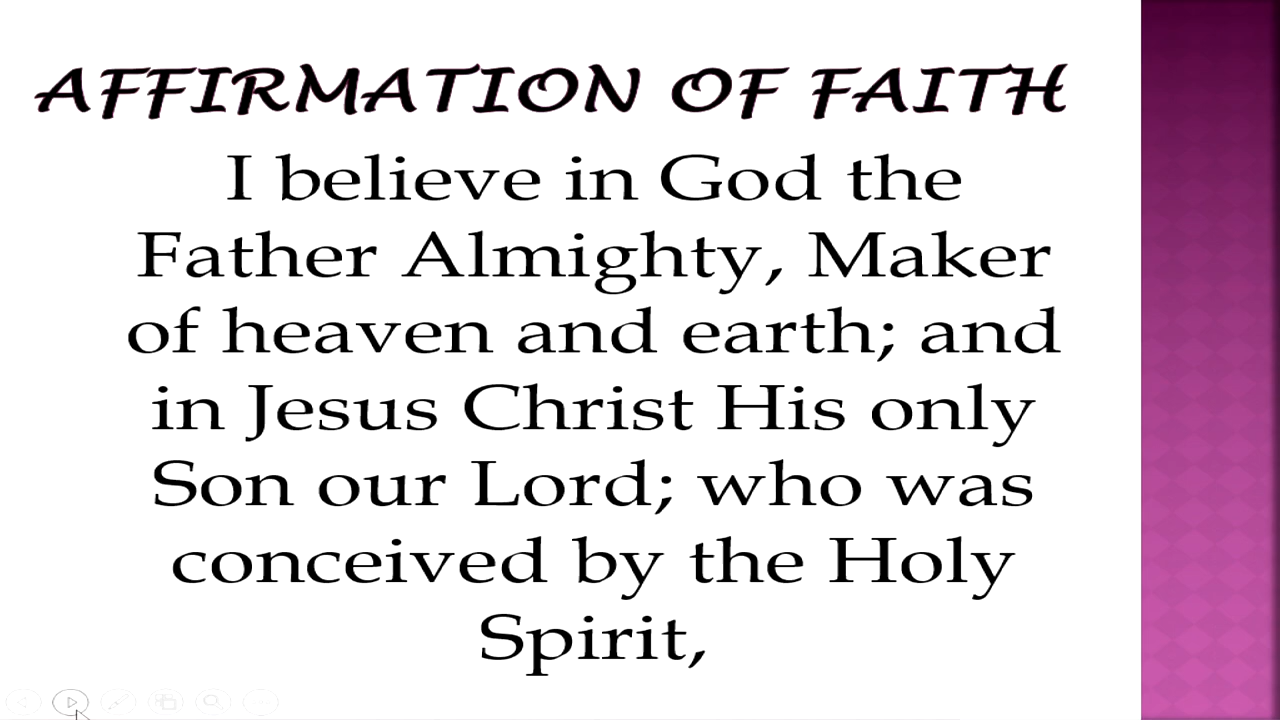 AFFIRMATION OF FAITH
I believe in God the
Father Almighty, Maker
of heaven and earth; and
in Jesus Christ His only
Son our Lord; who was
conceived by the Holy
Spirit,